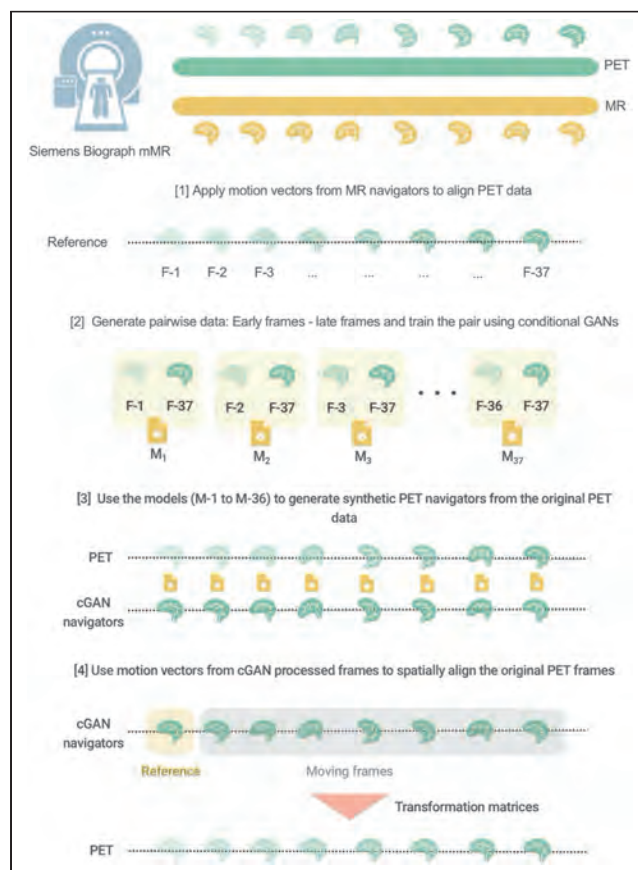 PET
MR
Siemens Biograph mMR
[1] Apply motion vectors from MR navigators to align PET data
Reference
F-1 F-2 F-3 ... ... ... ... F-37
[2] Generate pairwise data: Early frames - late frames and train the pair using conditional GANs
F-1 F-37 F-2 F-37 F-3 F-37 • • • F-36 F-37
M1 M2 M3 M37
[3] Use the models (M-1 to M-36) to generate synthetic PET navigators from the original PET
data
PET
cGAN
navigators
[4] Use motion vectors from cGAN processed frames to spatially align the original PET frames
cGAN
navigators
Reference Moving frames
Transformation matrices
PET